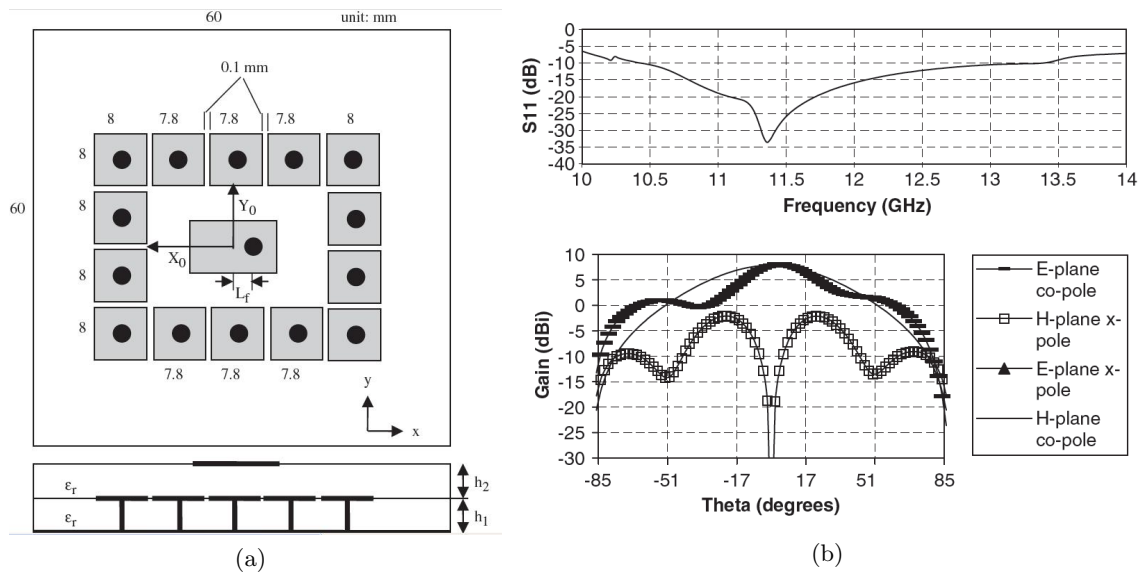 60 unit: mm
0.1 mm
8 7.8 7.8 7.8 8
8
8
60
Y0
X0
Lf
8
8
7.8 7.8 7.8
y
x
εr h2
εr h1
(a)
0
-5
-10
-15
-20
-25
-30
-35
-40
S11 (dB)
10 10.5 11 11.5 12 12.5 13 13.5 14
Frequency (GHz)
10
5
0
-5
-10
-15
-20
-25
-30
Gain (dBi)
-85 -51 -17 17 51 85
Theta (degrees)
E-plane
co-pole
H-plane x-
pole
E-plane x-
pole
H-plane
co-pole
(b)